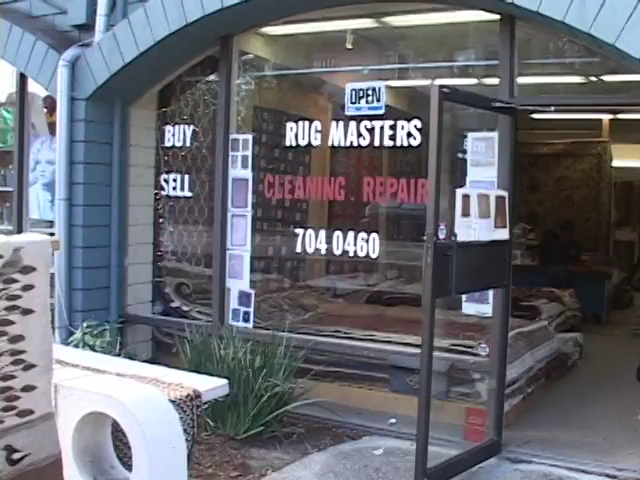 OPEN
BUY
SELL
RUG MASTERS
CLEANING . REPAIR
704 0460